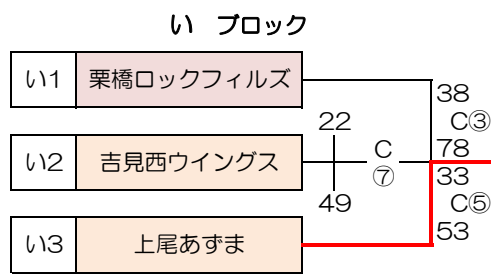 い ブロック
い1 栗橋ロックフィルズ
38
C③
22
い2 吉見西ウイングス
C
⑦
78
33
49
C⑤
い3 上尾あずま
53